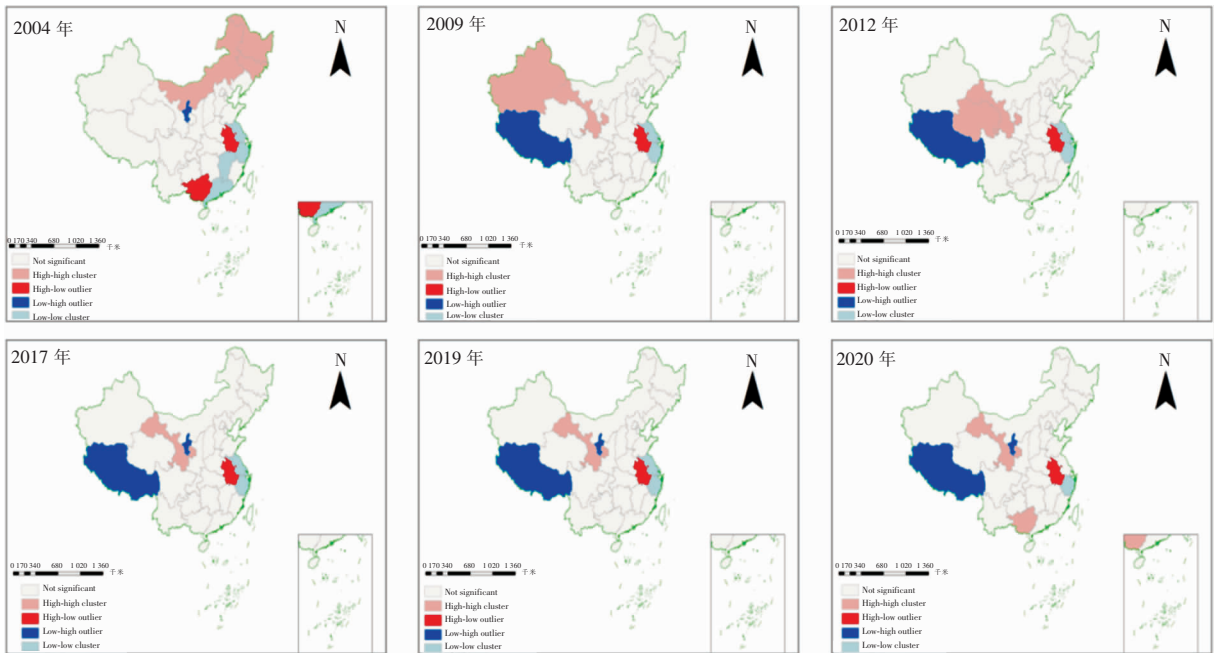 2004 年
N
0 170 340 680 1 020 1 360
千米
Not significant
High-high cluster
High-low outlier
Low-high outlier
Low-low cluster
2009 年
N
0 170 340 680 1 020 1 360
千米
Not significant
High-high cluster
High-low outlier
Low-high outlier
Low-low cluster
2012 年
N
0 170 340 680 1 020 1 360
千米
Not significant
High-high cluster
High-low outlier
Low-high outlier
Low-low cluster
2017 年
N
0 170 340 680 1 020 1 360
千米
Not significant
High-high cluster
High-low outlier
Low-high outlier
Low-low cluster
2019 年
N
0 170 340 680 1 020 1 360
千米
Not significant
High-high cluster
High-low outlier
Low-high outlier
Low-low cluster
2020 年
N
0 170 340 680 1 020 1 360
千米
Not significant
High-high cluster
High-low outlier
Low-high outlier
Low-low cluster